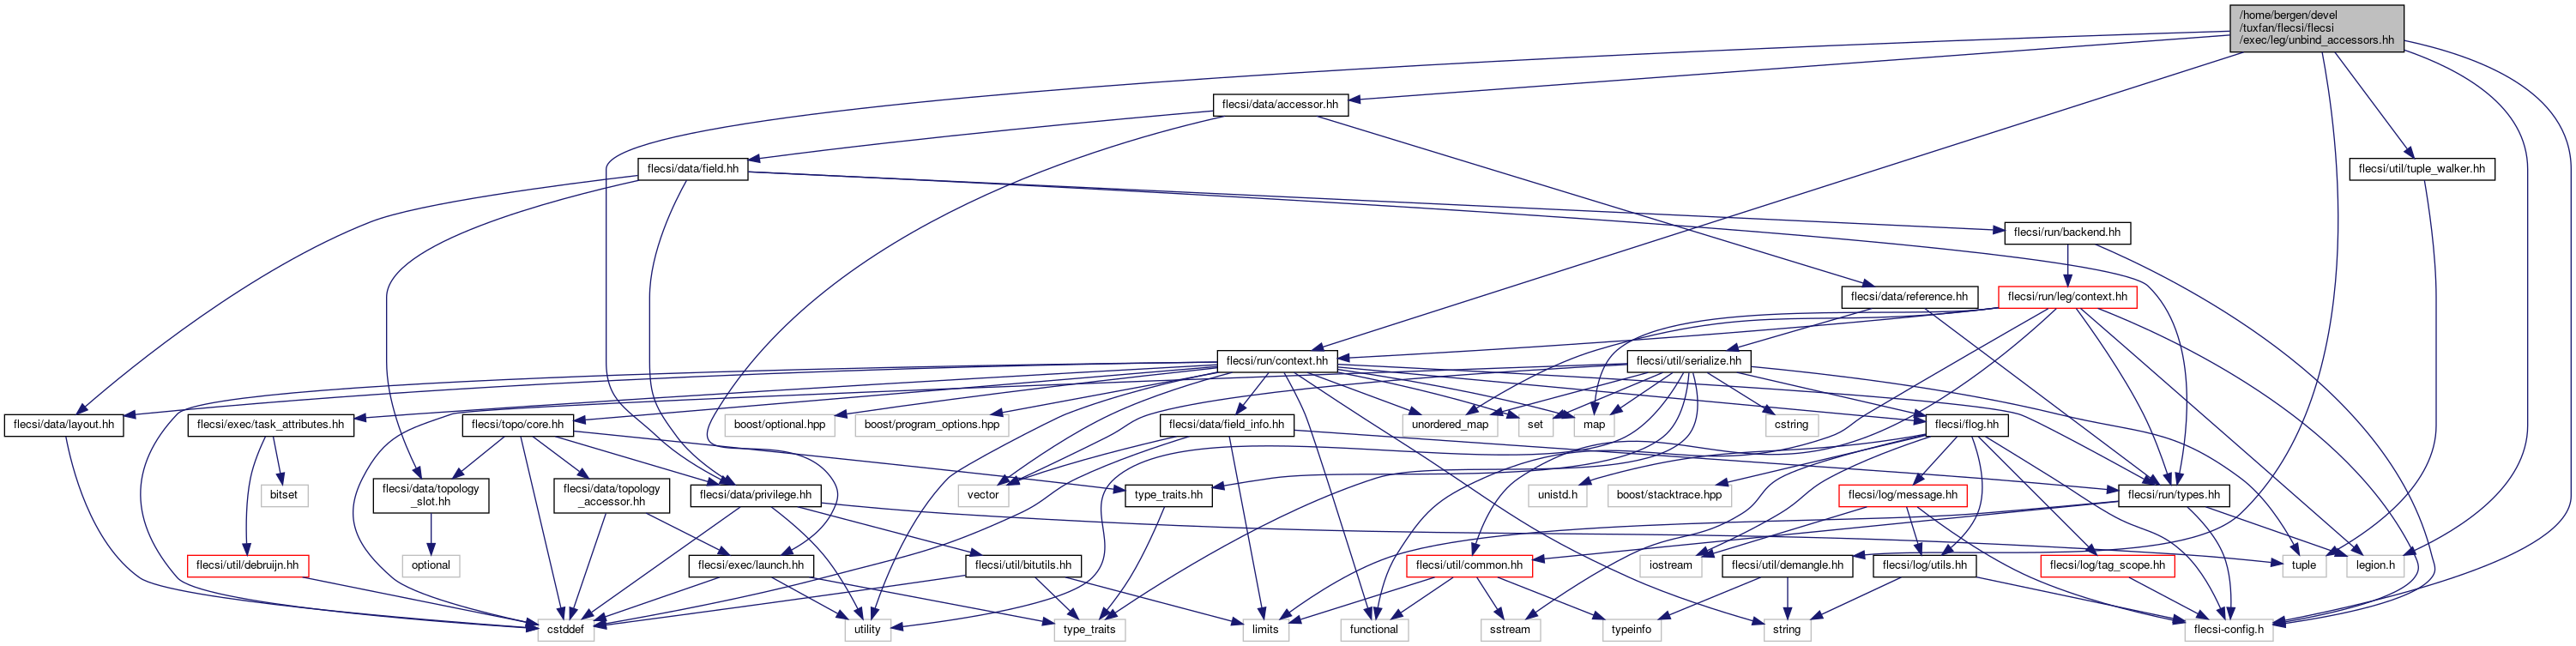 /home/bergen/devel
/tuxfan/flecsi/flecsi
/exec/leg/unbind_accessors.hh
flecsi/data/accessor.hh
flecsi/data/field.hh
flecsi/util/tuple_walker.hh
flecsi/run/backend.hh
flecsi/data/reference.hh
flecsi/run/leg/context.hh
flecsi/run/context.hh
flecsi/util/serialize.hh
flecsi/data/layout.hh
flecsi/exec/task_attributes.hh
flecsi/topo/core.hh
boost/optional.hpp
boost/program_options.hpp
flecsi/data/field_info.hh
unordered_map
set
map
cstring
flecsi/flog.hh
bitset
flecsi/data/topology
_slot.hh
flecsi/data/topology
_accessor.hh
flecsi/data/privilege.hh
vector
type_traits.hh
unistd.h
boost/stacktrace.hpp
flecsi/log/message.hh
flecsi/run/types.hh
flecsi/util/debruijn.hh
optional
flecsi/exec/launch.hh
flecsi/util/bitutils.hh
flecsi/util/common.hh
iostream
flecsi/util/demangle.hh
flecsi/log/utils.hh
flecsi/log/tag_scope.hh
tuple
legion.h
cstddef
utility
type_traits
limits
functional
sstream
typeinfo
string
flecsi-config.h